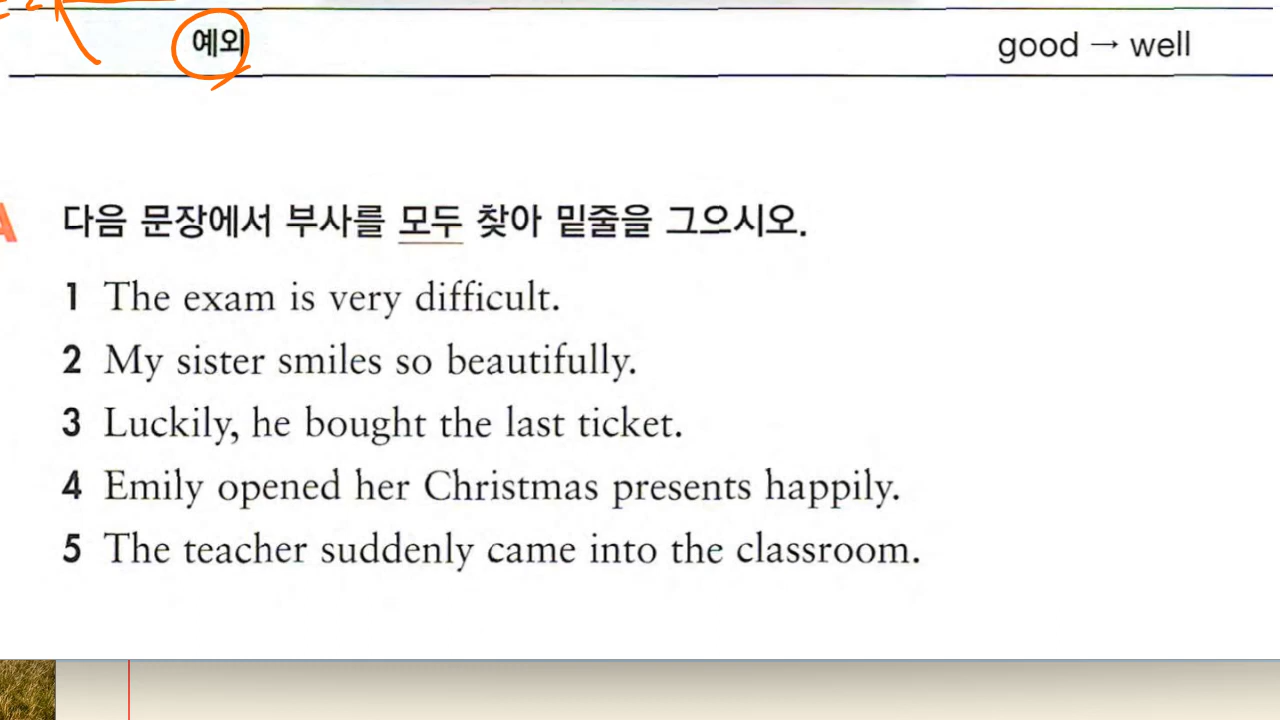 예외 good → well
A 다음 문장에서 부사를 모두 찾아 밑줄을 그으시오.
1 The exam is very difficult.
2 My sister smiles so beautifully.
3 Luckily, he bought the last ticket.
4 Emily opened her Christmas presents happily.
5 The teacher suddenly came into the classroom.